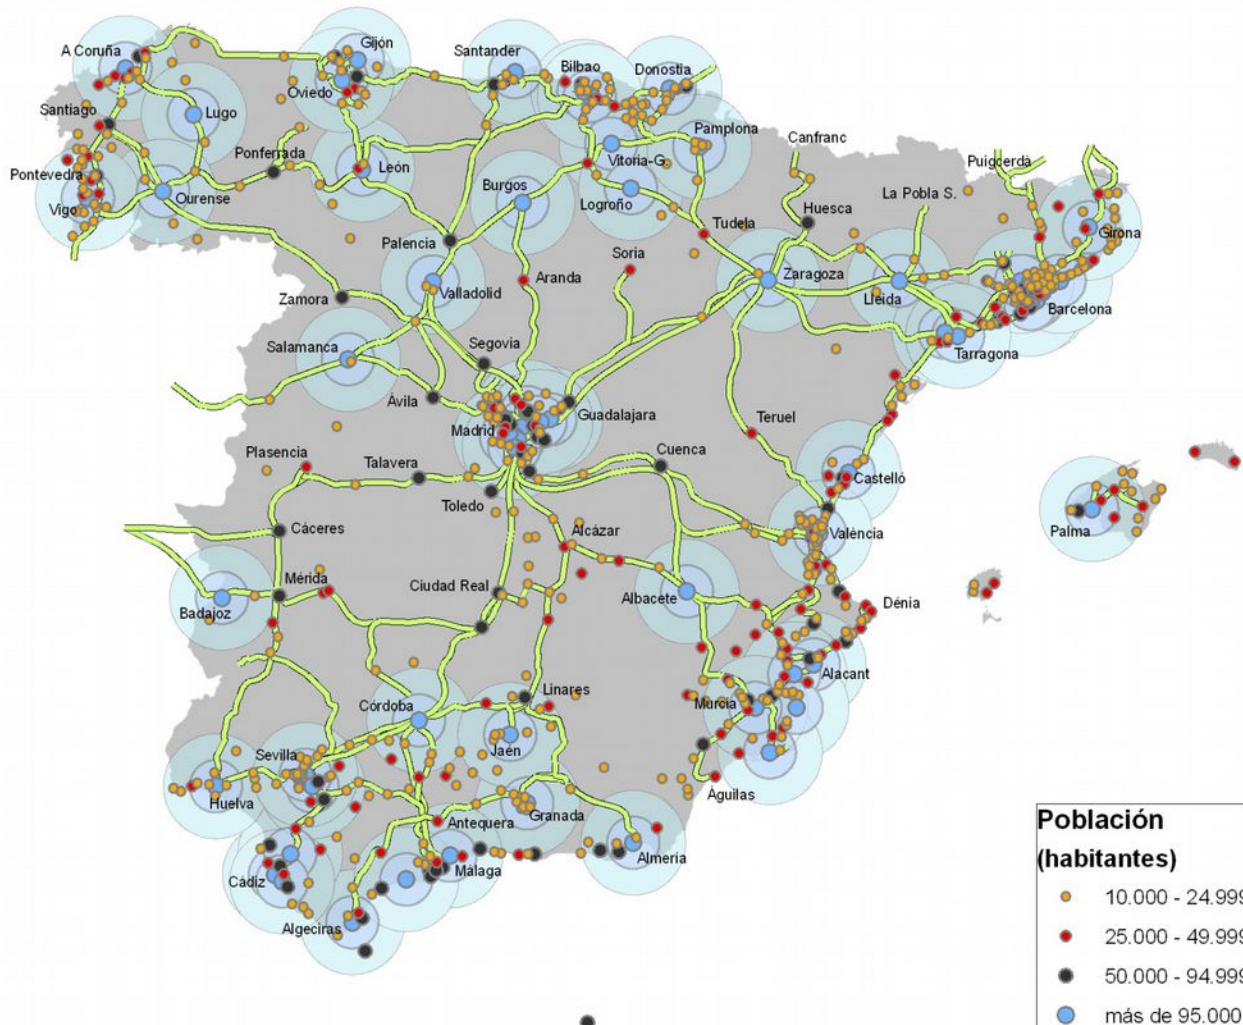 A Coruña
Gijón
Santander
Bilbao
Donostia
Oviedo
Lugo
Santiago
Pamplona
Canfranc
Ponferrada
León
Vitoria-G.
Puigcerdà
Pontevedra
Ourense
Burgos
Logroño
La Pobla S.
Vigo
Huesca
Tudela
Girona
Palencia
Soria
Aranda
Zaragoza
Valladolid
Lleida
Zamora
Barcelona
Salamanca
Segovia
Tarragona
Ávila
Guadalajara
Madrid
Teruel
Plasencia
Talavera
Cuenca
Castelló
Toledo
Palma
Cáceres
Alcázar
València
Mérida
Ciudad Real
Albacete
Dénia
Badajoz
Alacant
Linares
Córdoba
Murcia
Jaén
Sevilla
Águilas
Huelva
Antequera
Granada
Almería
Málaga
Cádiz
Algeciras
Población
(habitantes)
10.000 - 24.999
25.000 - 49.999
50.000 - 94.999
más de 95.000